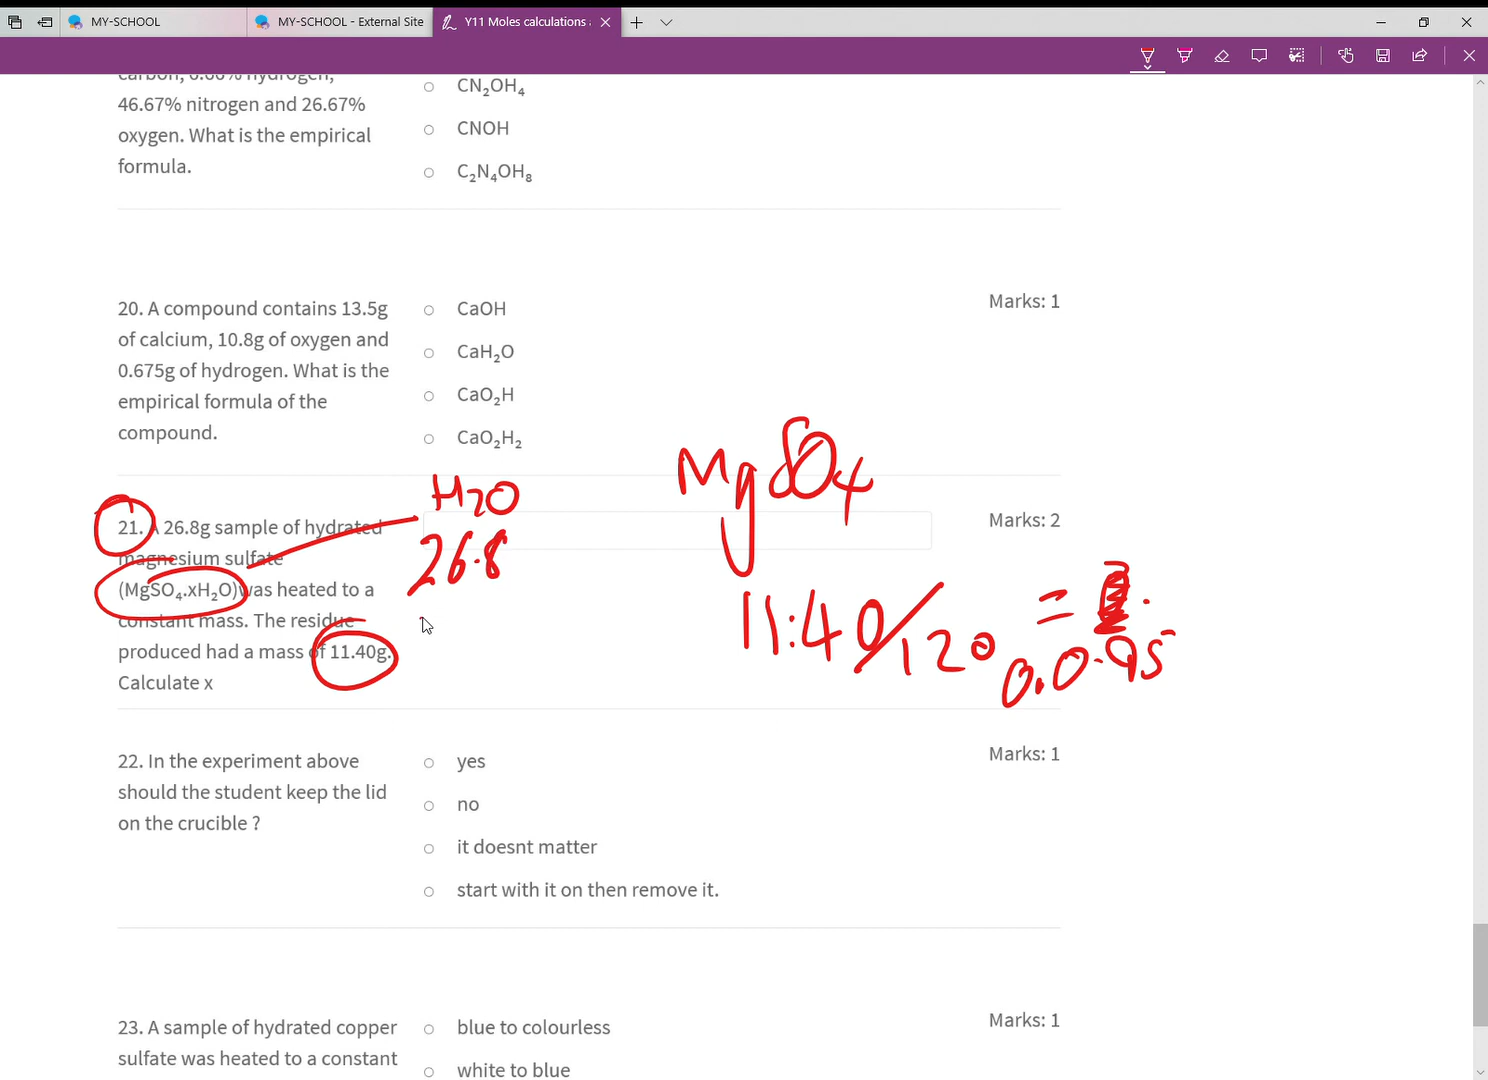 MY-SCHOOL
MY-SCHOOL - External Site
Y11 Moles calculations
carbon, 6.66% hydrogen,
46.67% nitrogen and 26.67%
oxygen. What is the empirical
formula.
CN₂OH₄
CNOH
C₂N₄OH₈
20. A compound contains 13.5g
of calcium, 10.8g of oxygen and
0.675g of hydrogen. What is the
empirical formula of the
compound.
CaOH
CaH₂O
CaO₂H
CaO₂H₂
Marks: 1
MgSO₄
H₂O
26.8
21. A 26.8g sample of hydrated
magnesium sulfate
(MgSO₄.xH₂O)was heated to a
constant mass. The residue
produced had a mass of 11.40g.
Calculate x
Marks: 2
11:40/120 =
0.0.95
22. In the experiment above
should the student keep the lid
on the crucible ?
yes
no
it doesnt matter
start with it on then remove it.
Marks: 1
23. A sample of hydrated copper
sulfate was heated to a constant
blue to colourless
white to blue
Marks: 1